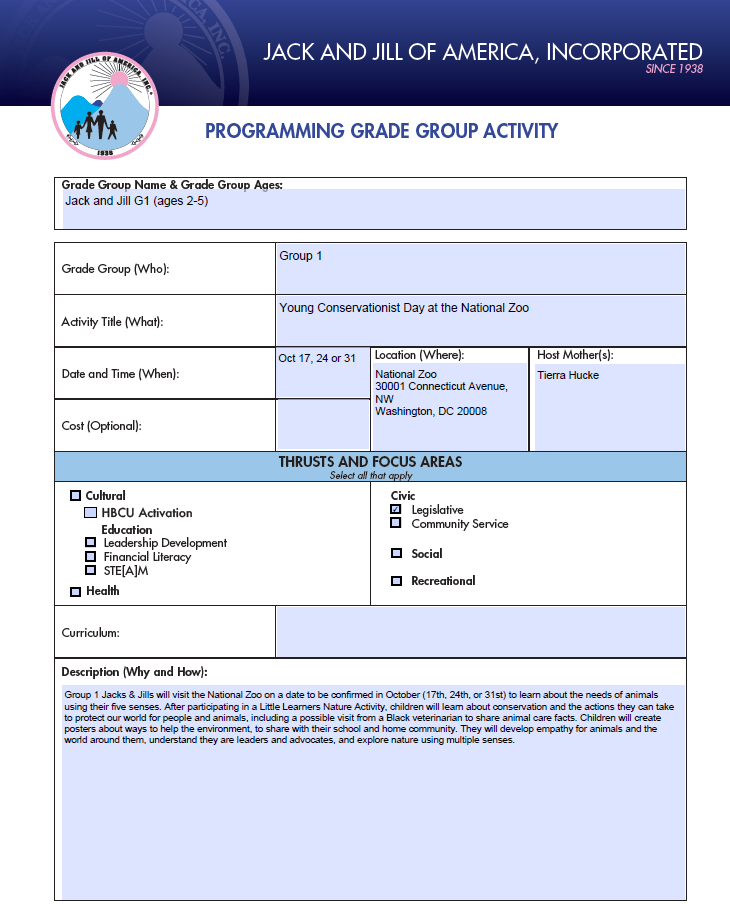 JACK AND JILL OF AMERICA, INCORPORATED
SINCE 1938
JACK AND JILL OF AMERICA, INC.
1938
PROGRAMMING GRADE GROUP ACTIVITY
Grade Group Name & Grade Group Ages:
Jack and Jill G1 (ages 2-5)
Grade Group (Who):
Group 1
Activity Title (What):
Young Conservationist Day at the National Zoo
Date and Time (When):
Oct 17, 24 or 31
Location (Where):
National Zoo
30001 Connecticut Avenue,
NW
Washington, DC 20008
Host Mother(s):
Tierra Hucke
Cost (Optional):
THRUSTS AND FOCUS AREAS
Select all that apply
Cultural
HBCU Activation
Education
Leadership Development
Financial Literacy
STE[A]M
Health
Civic
Legislative
Community Service
Social
Recreational
Curriculum:
Description (Why and How):
Group 1 Jacks & Jills will visit the National Zoo on a date to be confirmed in October (17th, 24th, or 31st) to learn about the needs of animals
using their five senses. After participating in a Little Learners Nature Activity, children will learn about conservation and the actions they can take
to protect our world for people and animals, including a possible visit from a Black veterinarian to share animal care facts. Children will create
posters about ways to help the environment, to share with their school and home community. They will develop empathy for animals and the
world around them, understand they are leaders and advocates, and explore nature using multiple senses.